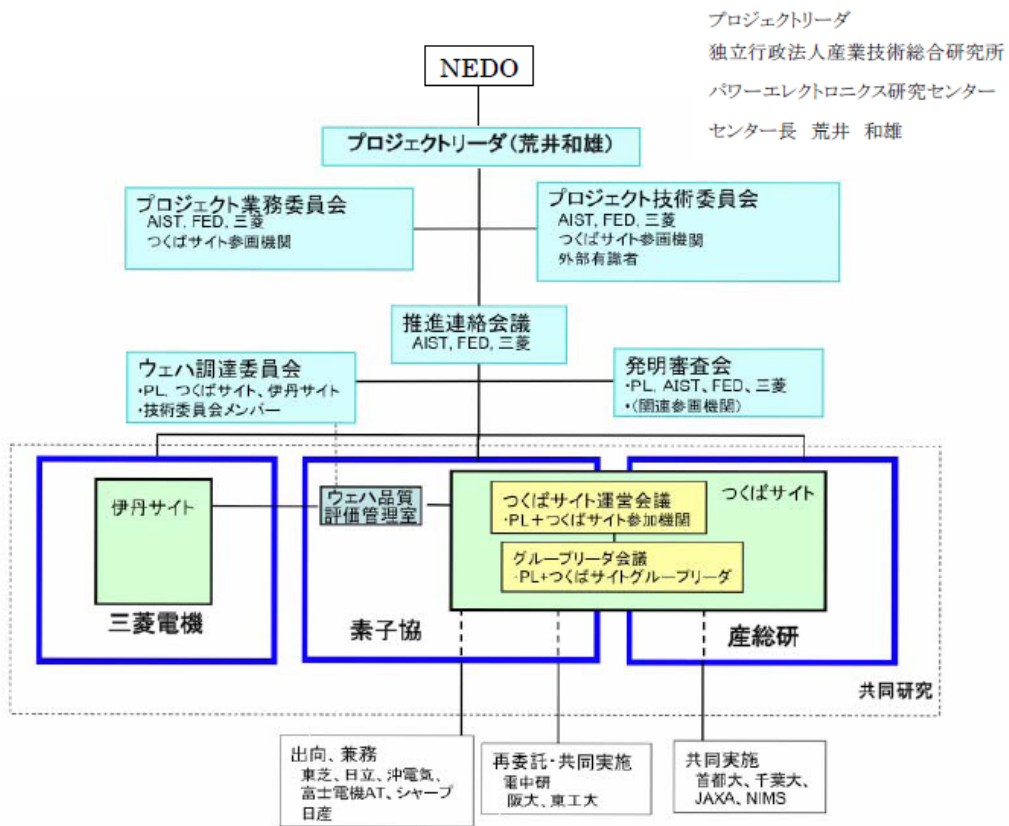 プロジェクトリーダ
独立行政法人産業技術総合研究所
パワーエレクトロニクス研究センター
センター長 荒井 和雄
NEDO
プロジェクトリーダ(荒井和雄)
プロジェクト業務委員会
AIST, FED, 三菱
つくばサイト参画機関
プロジェクト技術委員会
AIST, FED, 三菱
つくばサイト参画機関
外部有識者
推進連絡会議
AIST, FED, 三菱
ウェハ調達委員会
・PL, つくばサイト、伊丹サイト
・技術委員会メンバー
発明審査会
・PL, AIST、FED、三菱
・(関連参画機関)
伊丹サイト
三菱電機
ウェハ品質
評価管理室
素子協
つくばサイト
つくばサイト運営会議
・PL+つくばサイト参加機関
グループリーダ会議
・PL+つくばサイトグループリーダ
産総研
共同研究
出向、兼務
東芝、日立、沖電気、
富士電機AT、シャープ
日産
再委託・共同実施
電中研
阪大、東工大
共同実施
首都大、千葉大、
JAXA、NIMS